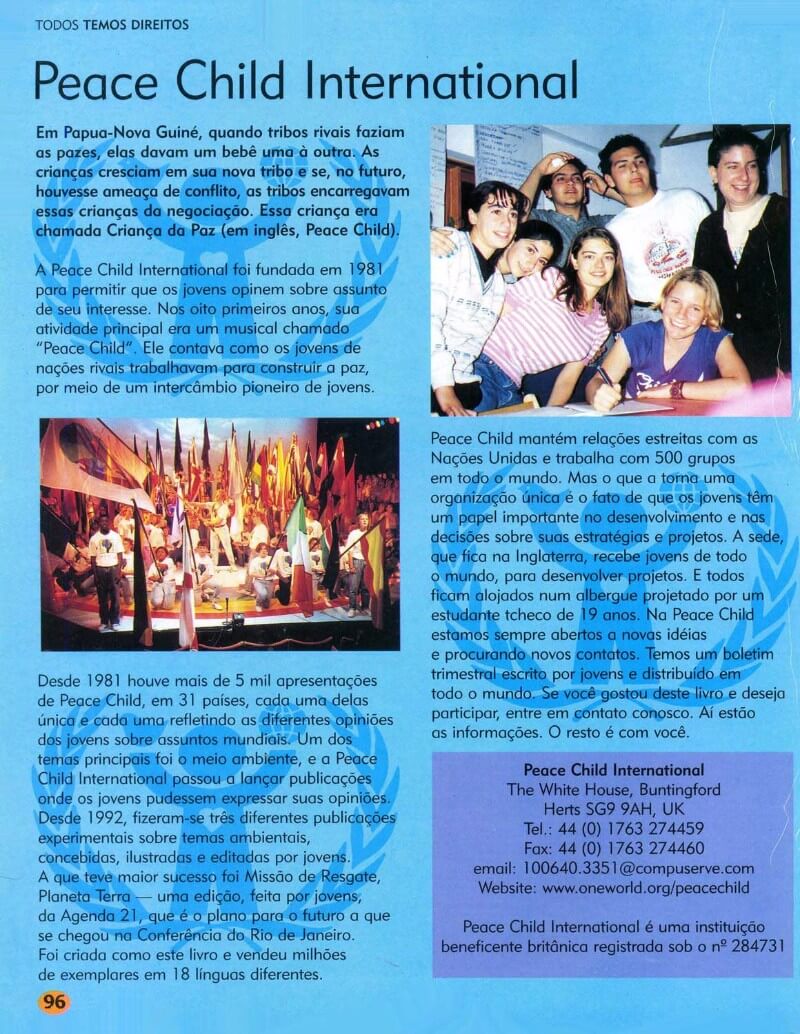 TODOS TEMOS DIREITOS
Peace Child International
Em Papua-Nova Guiné, quando tribos rivais faziam
as pazes, elas davam um bebê uma à outra. As
crianças cresciam em sua nova tribo e se, no futuro,
houvesse ameaça de conflito, as tribos encarregavam
essas crianças da negociação. Essa criança era
chamada Criança da Paz (em inglês, Peace Child).
A Peace Child International foi fundada em 1981
para permitir que os jovens opinem sobre assunto
de seu interesse. Nos oito primeiros anos, sua
atividade principal era um musical chamado
"Peace Child". Ele contava como os jovens de
nações rivais trabalhavam para construir a paz,
por meio de um intercâmbio pioneiro de jovens.
Desde 1981 houve mais de 5 mil apresentações
de Peace Child, em 31 países, cada uma delas
única e cada uma refletindo as diferentes opiniões
dos jovens sobre assuntos mundiais. Um dos
temas principais foi o meio ambiente, e a Peace
Child International passou a lançar publicações
onde os jovens pudessem expressar suas opiniões.
Desde 1992, fizeram-se três diferentes publicações
experimentais sobre temas ambientais,
concebidas, ilustradas e editadas por jovens.
A que teve maior sucesso foi Missão de Resgate,
Planeta Terra — uma edição, feita por jovens,
da Agenda 21, que é o plano para o futuro a que
se chegou na Conferência do Rio de Janeiro.
Foi criada como este livro e vendeu milhões
de exemplares em 18 línguas diferentes.
Peace Child mantém relações estreitas com as
Nações Unidas e trabalha com 500 grupos
em todo o mundo. Mas o que a torna uma
organização única é o fato de que os jovens têm
um papel importante no desenvolvimento e nas
decisões sobre suas estratégias e projetos. A sede,
que fica na Inglaterra, recebe jovens de todo
o mundo, para desenvolver projetos. E todos
ficam alojados num albergue projetado por um
estudante tcheco de 19 anos. Na Peace Child
estamos sempre abertos a novas idéias
e procurando novos contatos. Temos um boletim
trimestral escrito por jovens e distribuído em
todo o mundo. Se você gostou deste livro e deseja
participar, entre em contato conosco. Aí estão
as informações. O resto é com você.
Peace Child International
The White House, Buntingford
Herts SG9 9AH, UK
Tel.: 44 (0) 1763 274459
Fax: 44 (0) 1763 274460
email: 100640.3351@compuserve.com
Website: www.oneworld.org/peacechild
Peace Child International é uma instituição
beneficente britânica registrada sob o nº 284731
96